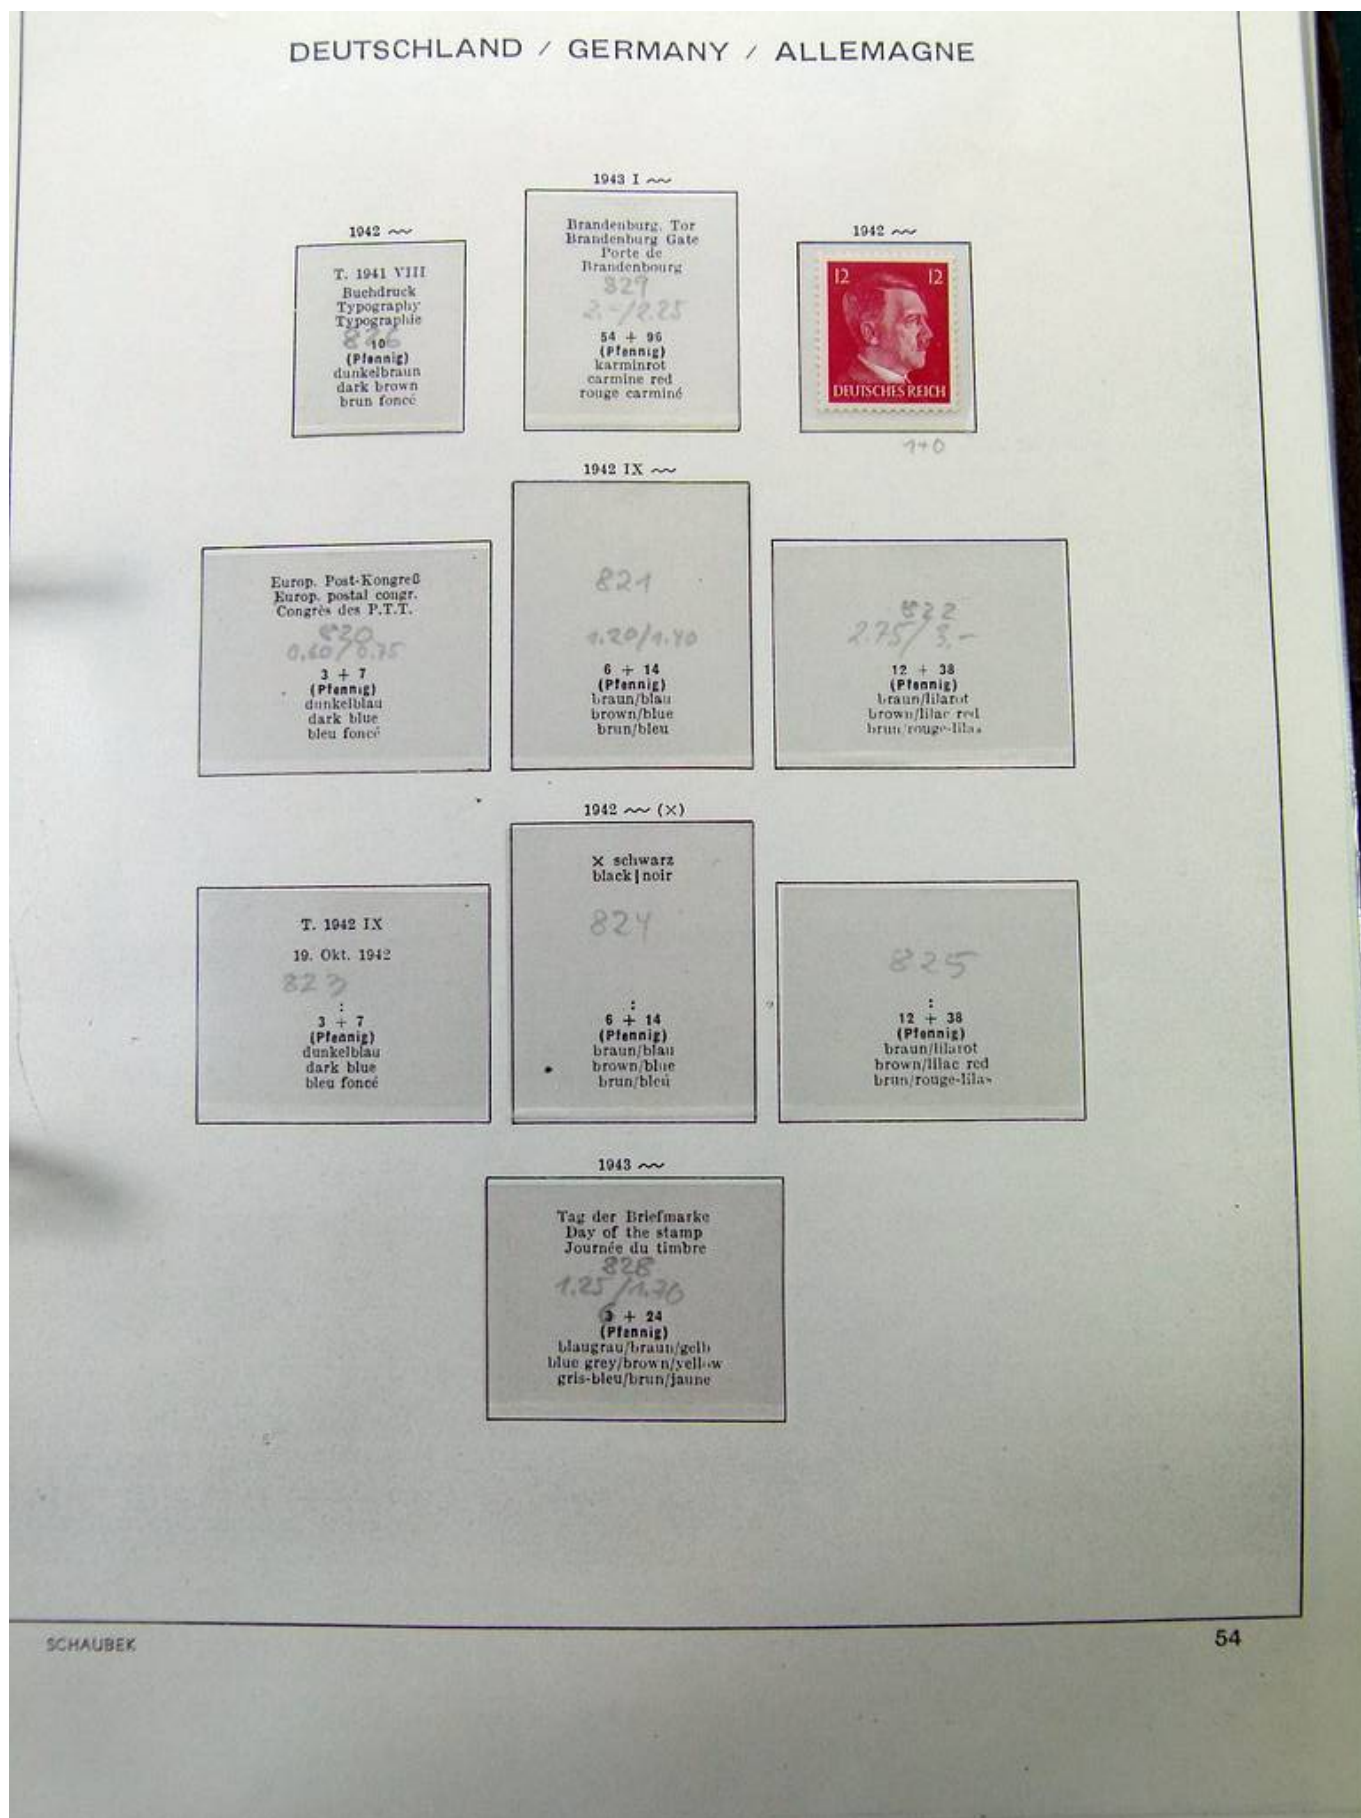 DEUTSCHLAND / GERMANY / ALLEMAGNE
1942 ～
T. 1941 VIII
Buchdruck
Typography
Typographie
826
10
(Pfennig)
dunkelbraun
dark brown
brun foncé
1943 I ～
Brandenburg. Tor
Brandenburg Gate
Porte de
Brandenbourg
829
2.-/2.25
54 + 96
(Pfennig)
karminrot
carmine red
rouge carminé
1942 ～
12 12
DEUTSCHES REICH
Europ. Post-Kongreß
Europ. postal congr.
Congrès des P.T.T.
820
0.60/0.75
3 + 7
(Pfennig)
dunkelblau
dark blue
bleu foncé
1942 IX ～
821
1.20/1.40
6 + 14
(Pfennig)
braun/blau
brown/blue
brun/bleu
822
2.75/3.-
12 + 38
(Pfennig)
braun/lilarot
brown/lilac red
brun/rouge-lilas
T. 1942 IX
19. Okt. 1942
823
:
3 + 7
(Pfennig)
dunkelblau
dark blue
bleu foncé
1942 ～ (×)
× schwarz
black|noir
824
:
6 + 14
(Pfennig)
braun/blau
brown/blue
brun/bleu
825
:
12 + 38
(Pfennig)
braun/lilarot
brown/lilac red
brun/rouge-lilas
1943 ～
Tag der Briefmarke
Day of the stamp
Journée du timbre
828
1.25/1.70
+ 24
(Pfennig)
blaugrau/braun/gelb
blue grey/brown/yellow
gris-bleu/brun/jaune
SCHAUBEK
54